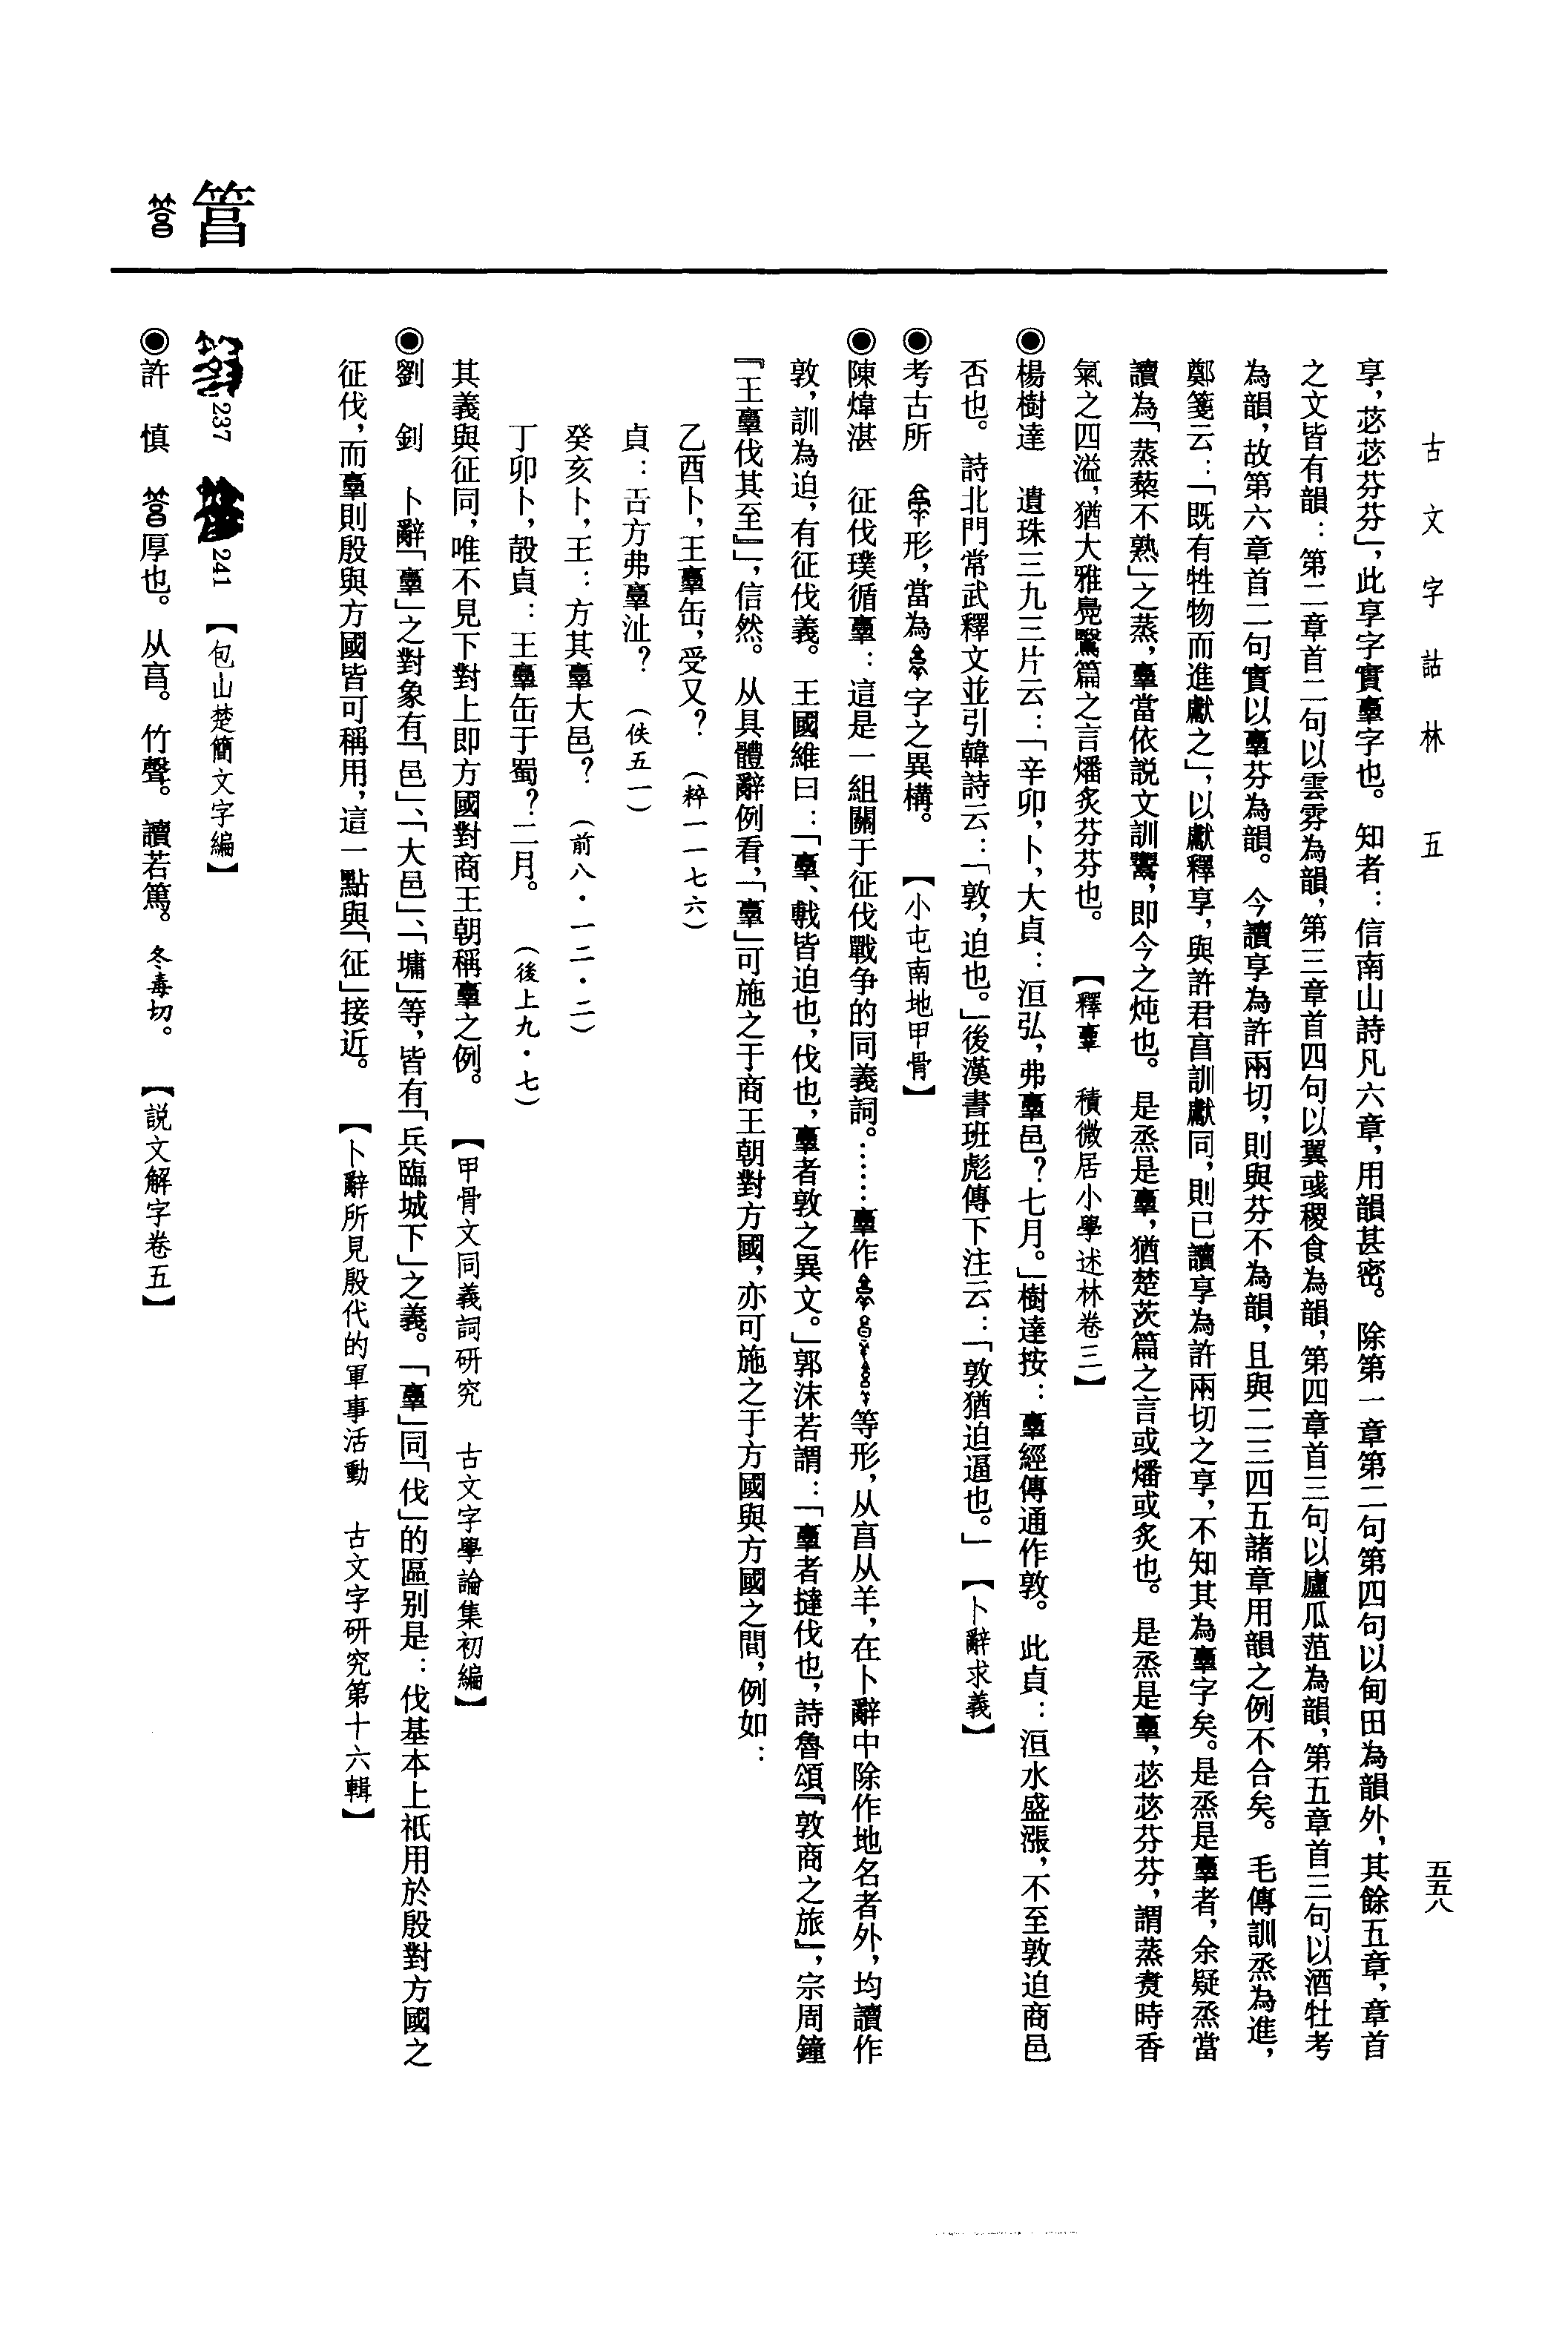 古文字詁林 五
五五八
享，苾苾芬芬」，此享字實𦎫字也。知者：信南山詩凡六章，用韻甚密。除第一章第二句第四句以甸田為韻外，其餘五章，章首
之文皆有韻：第二章首二句以雲雰為韻，第三章首四句以翼彧稷食為韻，第四章首三句以廬瓜菹為韻，第五章首三句以酒牡考
為韻，故第六章首二句實以𦎫芬為韻。今讀享為許兩切，則與芬不為韻，且與二三四五諸章用韻之例不合矣。毛傳訓烝為進，
鄭箋云：「既有牲物而進獻之」，以獻釋享，與許君亯訓獻同，則已讀享為許兩切之享，不知其為𦎫字矣。是烝是𦎫者，余疑烝當
讀為「蒸蔾不熟」之蒸，𦎫當依説文訓鬻，即今之炖也。是烝是𦎫，猶楚茨篇之言或燔或炙也。是烝是𦎫，苾苾芬芬，謂蒸煑時香
氣之四溢，猶大雅鳧鷖篇之言燔炙芬芬也。【釋𦎫 積微居小學述林卷三】
◉楊樹達 遺珠三九三片云：「辛卯，卜，大貞：洹弘，弗𦎫邑？七月。」樹達按：𦎫經傳通作敦。此貞：洹水盛漲，不至敦迫商邑
否也。詩北門常武釋文並引韓詩云：「敦，迫也。」後漢書班彪傳下注云：「敦猶迫逼也。」【卜辭求義】
◉考古所 形，當為字之異構。【小屯南地甲骨】
◉陳煒湛 征伐璞循𦎫：這是一組關于征伐戰争的同義詞。……𦎫作等形，从亯从羊，在卜辭中除作地名者外，均讀作
敦，訓為迫，有征伐義。王國維曰：「𦎫、𢧢皆迫也，伐也，𦎫者敦之異文。」郭沫若謂：「𦎫者撻伐也，詩魯頌『敦商之旅』，宗周鐘
『王𦎫伐其至』」，信然。从具體辭例看，「𦎫」可施之于商王朝對方國，亦可施之于方國與方國之間，例如：
乙酉卜，王𦎫缶，受又？（粹一一七六）
貞：舌方弗𦎫沚？（佚五一）
癸亥卜，王：方其𦎫大邑？（前八·一二·二）
丁卯卜，㱿貞：王𦎫缶于蜀？二月。（後上九·七）
其義與征同，唯不見下對上即方國對商王朝稱𦎫之例。【甲骨文同義詞研究 古文字學論集初編】
◉劉釗 卜辭「𦎫」之對象有「邑」、「大邑」、「墉」等，皆有「兵臨城下」之義。「𦎫」同「伐」的區别是：伐基本上祇用於殷對方國之
征伐，而𦎫則殷與方國皆可稱用，這一點與「征」接近。【卜辭所見殷代的軍事活動 古文字研究第十六輯】
䈞
237 241 【包山楚簡文字編】
◉許慎 䈞厚也。从亯。竹聲。讀若篤。冬毒切。【説文解字卷五】